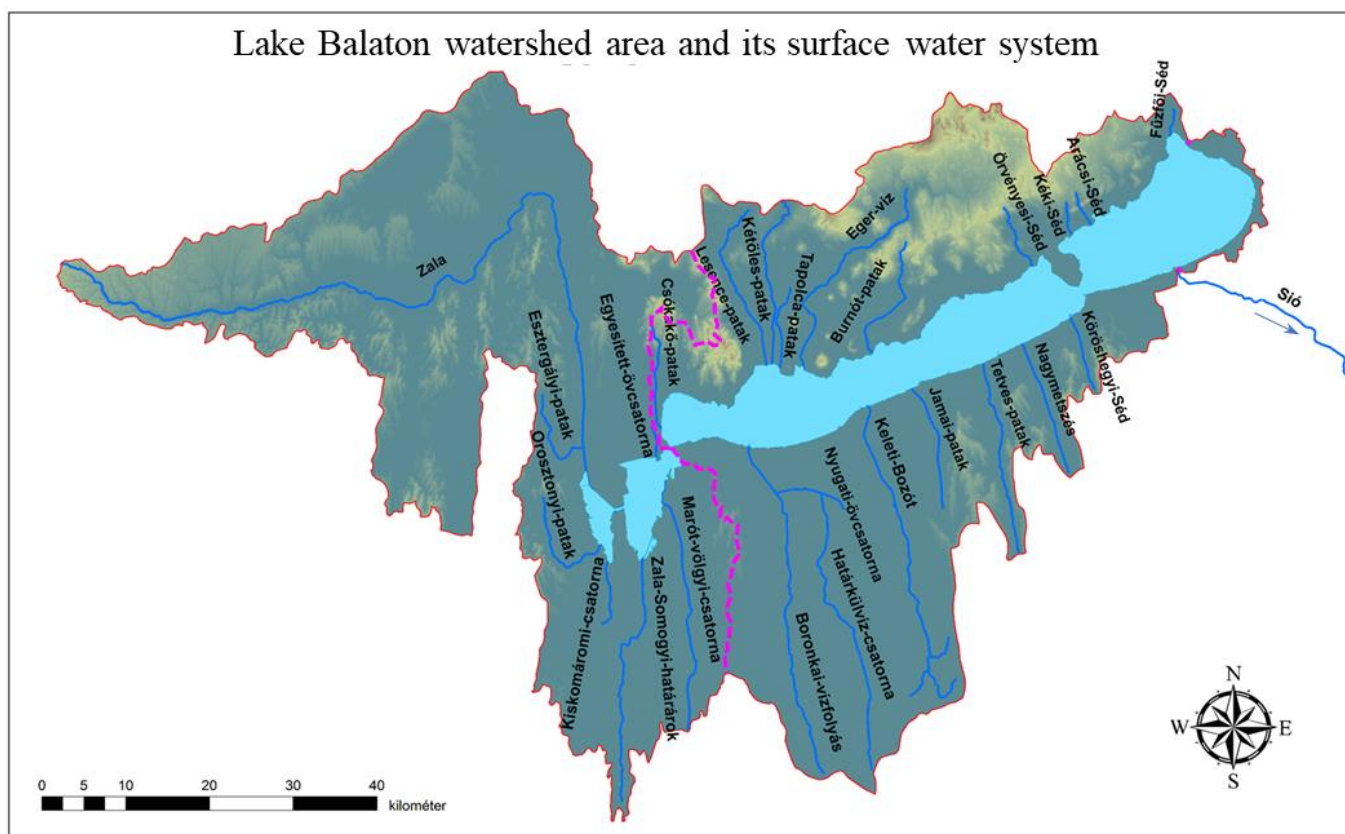 Lake Balaton watershed area and its surface water system
Fűzfői-Séd
Arácsi-Séd
Kéki-Séd
Örvényesi-Séd
Eger-víz
Kétöles-patak
Lesence-patak
Tapolca-patak
Burnót-patak
Zala
Csókakő-patak
Egyesített-övcsatorna
Esztergályi-patak
Orosztonyi-patak
Sió
Kőröshegyi-Séd
Nagymetszés
Tetves-patak
Jamai-patak
Keleti-Bozót
Nyugati-övcsatorna
Határkülvíz-csatorna
Boronkai-vízfolyás
Marót-völgyi-csatorna
Zala-Somogyi-határárok
Kiskomáromi-csatorna
N
W E
S
0 5 10 20 30 40
kilométer